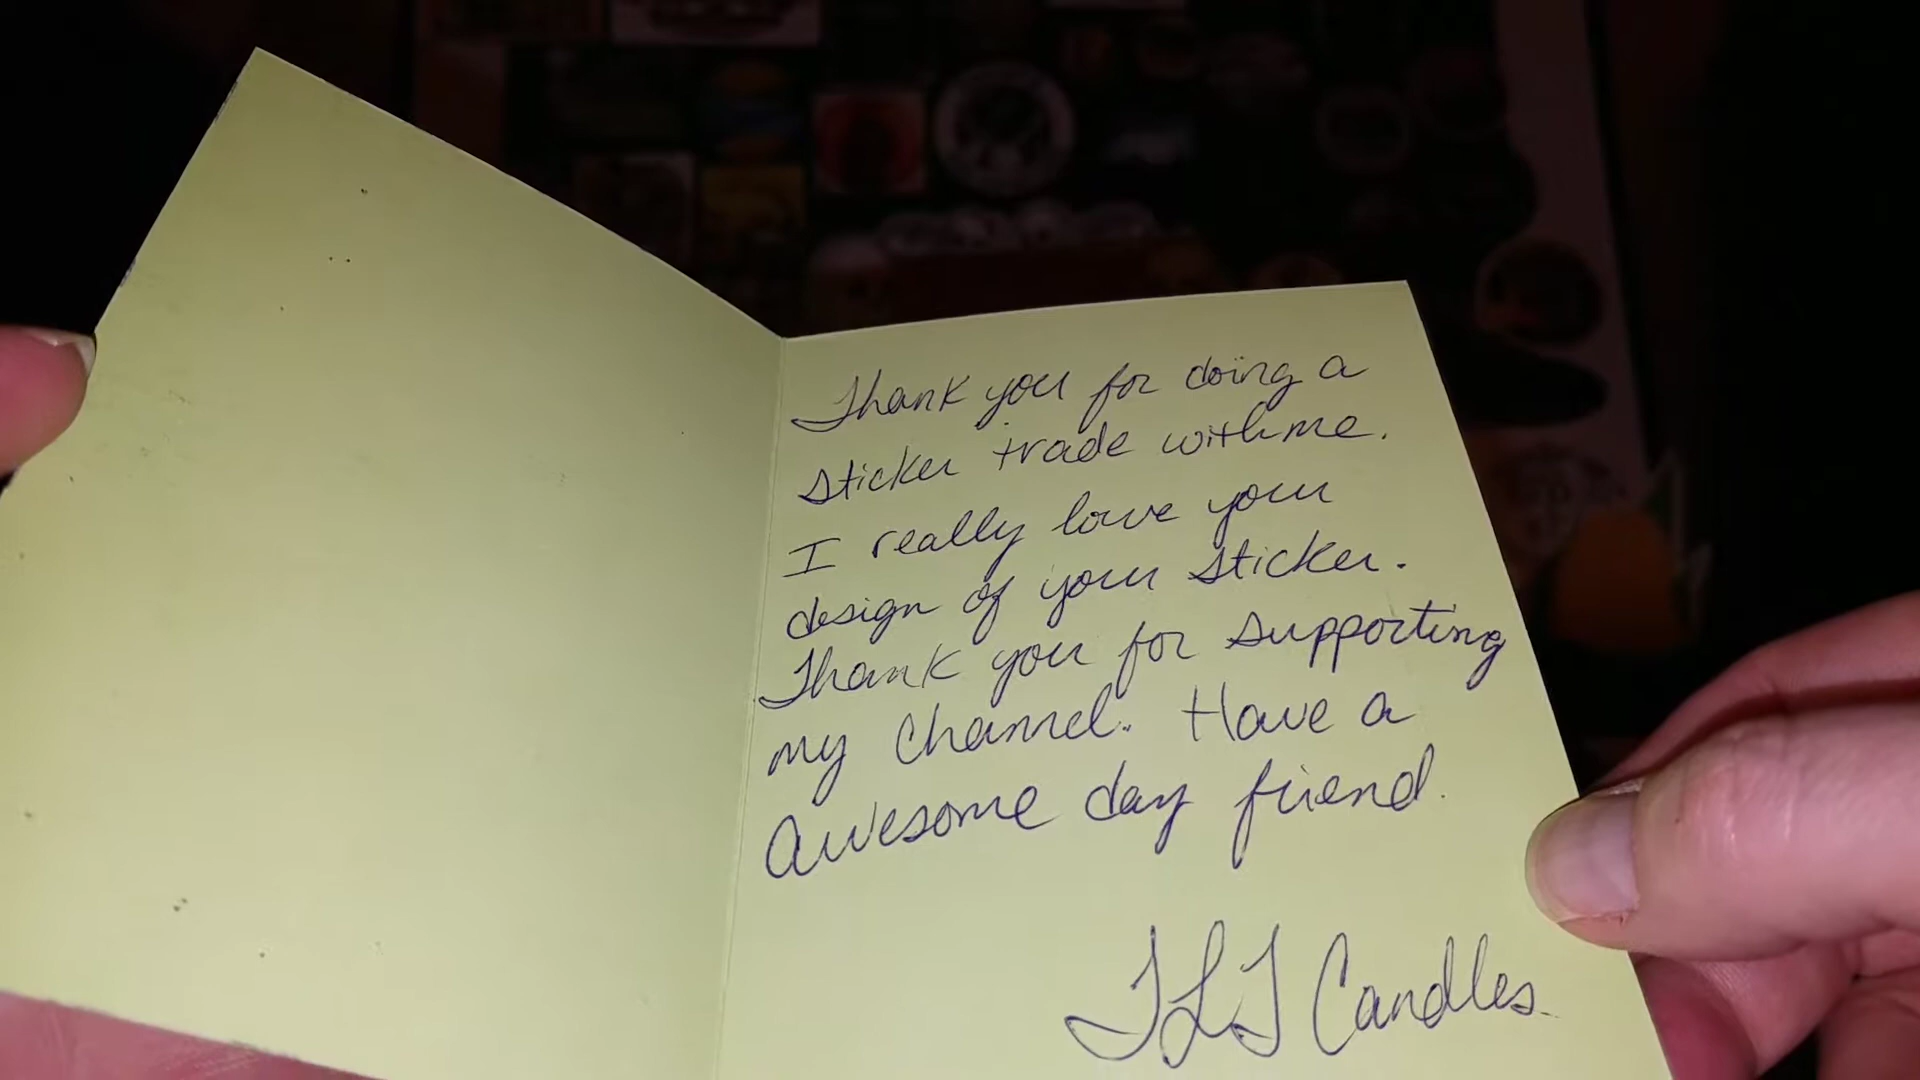 Thank you for doing a
sticker trade with me.
I really love your
design of your sticker.
Thank you for supporting
my channel. Have a
Awesome day friend.
TLT Candles.